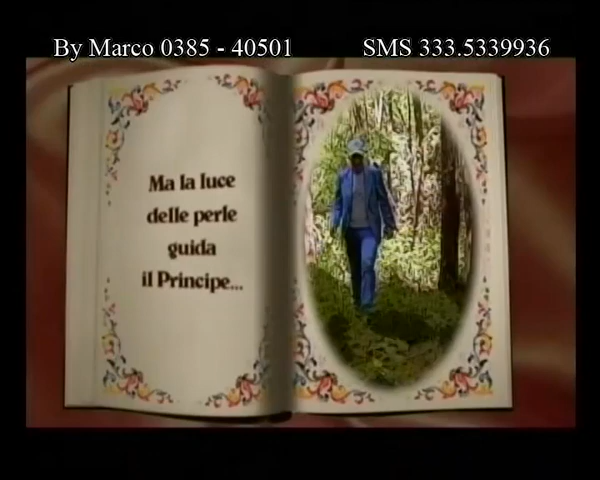 By Marco 0385 - 40501 SMS 333.5339936
Ma la luce
delle perle
guida
il Principe...